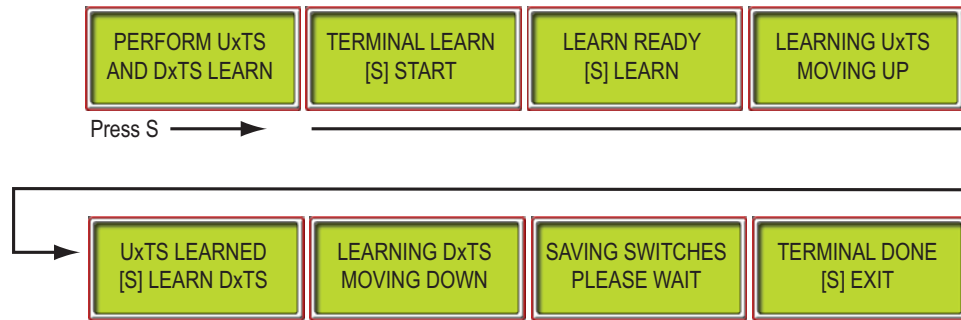 PERFORM UxTS
AND DxTS LEARN
TERMINAL LEARN
[S] START
LEARN READY
[S] LEARN
LEARNING UxTS
MOVING UP
Press S
UxTS LEARNED
[S] LEARN DxTS
LEARNING DxTS
MOVING DOWN
SAVING SWITCHES
PLEASE WAIT
TERMINAL DONE
[S] EXIT